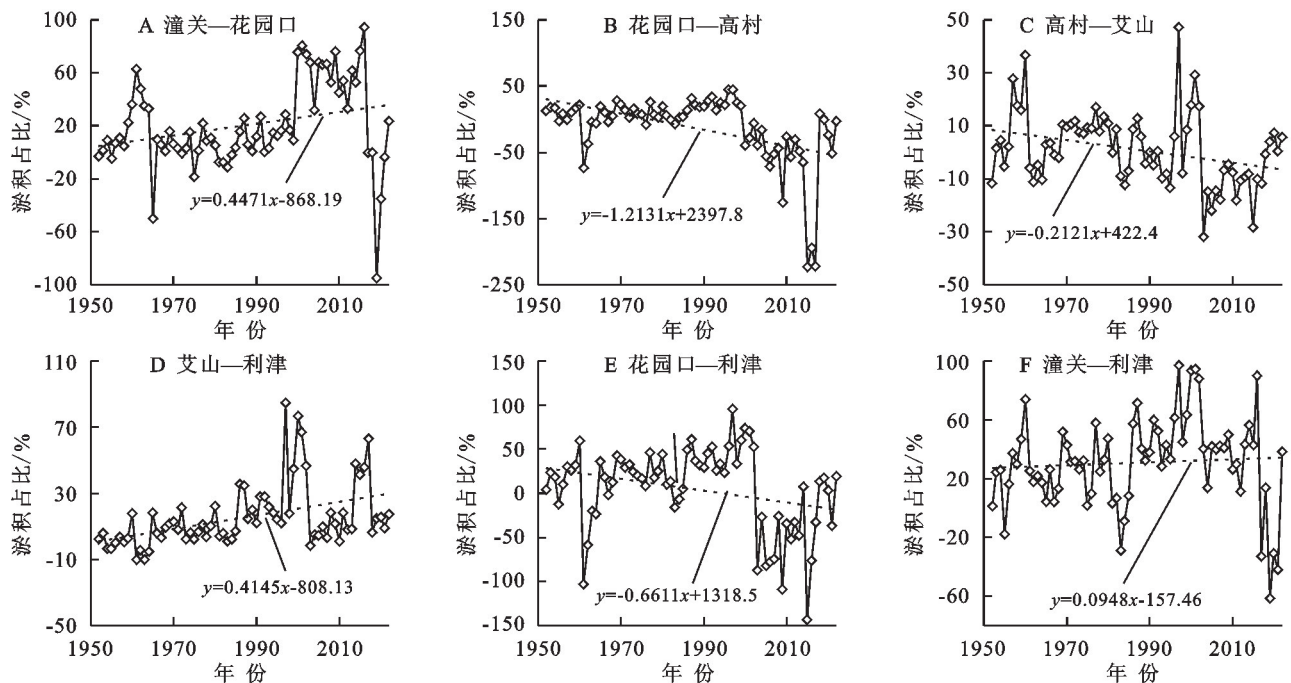 A 潼关—花园口
淤积占比/%
100
60
20
-20
-60
-100
y=0.4471x-868.19
1950 1970 1990 2010
年 份
B 花园口—高村
淤积占比/%
150
50
-50
-150
-250
y=-1.2131x+2397.8
1950 1970 1990 2010
年 份
C 高村—艾山
淤积占比/%
50
30
10
-10
-30
-50
y=-0.2121x+422.4
1950 1970 1990 2010
年 份
D 艾山—利津
淤积占比/%
110
70
30
-10
-50
y=0.4145x-808.13
1950 1970 1990 2010
年 份
E 花园口—利津
淤积占比/%
150
100
50
0
-50
-100
-150
y=-0.6611x+1318.5
1950 1970 1990 2010
年 份
F 潼关—利津
淤积占比/%
100
60
20
-20
-60
y=0.0948x-157.46
1950 1970 1990 2010
年 份